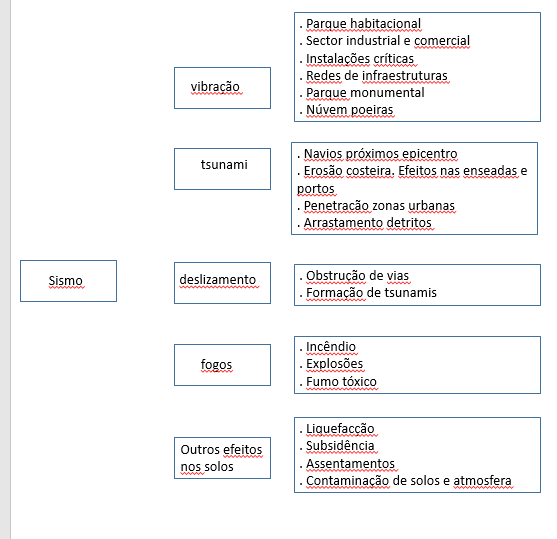 Sismo
vibração
. Parque habitacional
. Sector industrial e comercial
. Instalações críticas
. Redes de infraestruturas
. Parque monumental
. Núvem poeiras
tsunami
. Navios próximos epicentro
. Erosão costeira. Efeitos nas enseadas e
portos
. Penetracão zonas urbanas
. Arrastamento detritos
deslizamento
. Obstrução de vias
. Formação de tsunamis
fogos
. Incêndio
. Explosões
. Fumo tóxico
Outros efeitos
nos solos
. Liquefacção
. Subsidência
. Assentamentos
. Contaminação de solos e atmosfera